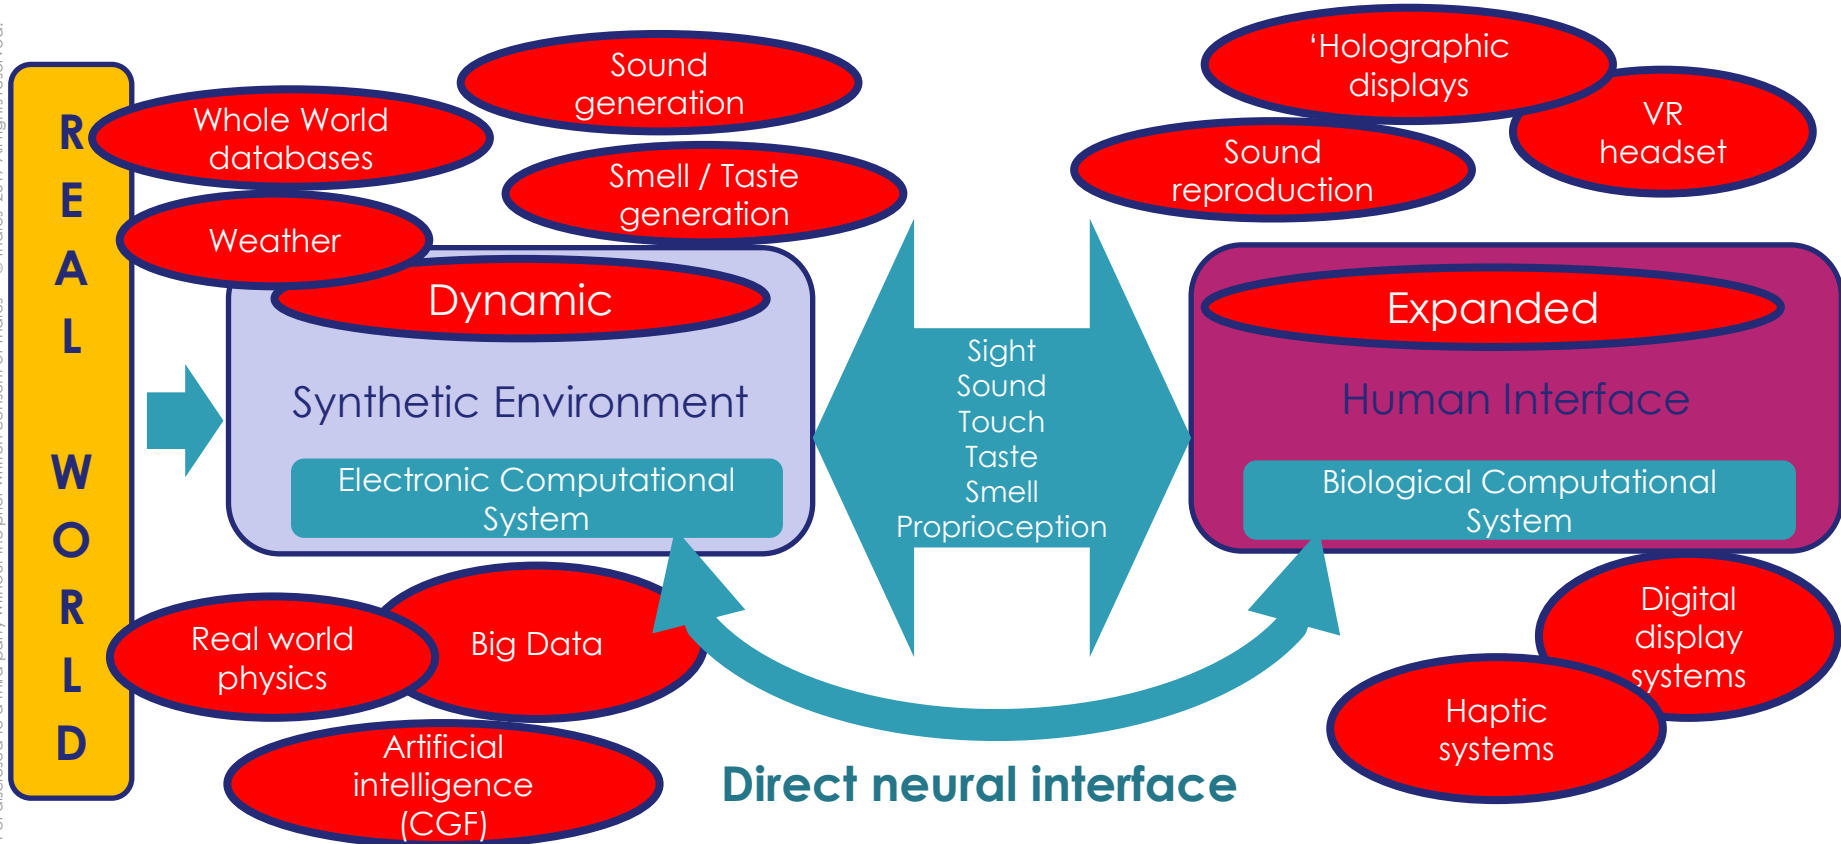 REAL WORLD
Whole World
databases
Weather
Sound
generation
Smell / Taste
generation
Dynamic
Synthetic Environment
Electronic Computational
System
Real world
physics
Big Data
Artificial
intelligence
(CGF)
Sight
Sound
Touch
Taste
Smell
Proprioception
Direct neural interface
‘Holographic
displays
VR
headset
Sound
reproduction
Expanded
Human Interface
Biological Computational
System
Digital
display
systems
Haptic
systems